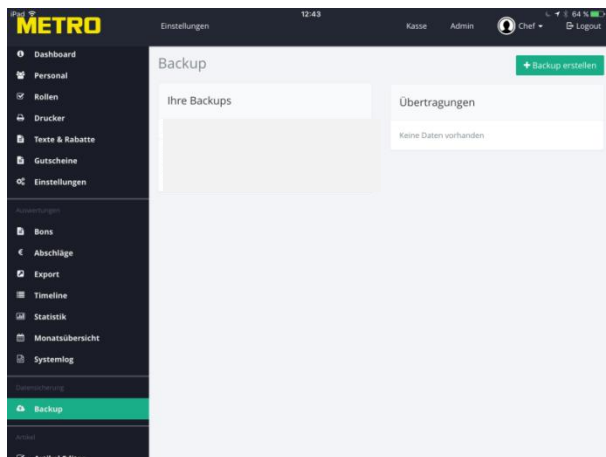 iPad
12:43
64 %
METRO
Einstellungen
Kasse
Admin
Chef
Logout
Dashboard
Personal
Rollen
Drucker
Texte & Rabatte
Gutscheine
Einstellungen
Auswertungen
Bons
€ Abschläge
Export
Timeline
Statistik
Monatsübersicht
Systemlog
Datensicherung
Backup
Artikel
Backup
+ Backup erstellen
Ihre Backups
Übertragungen
Keine Daten vorhanden